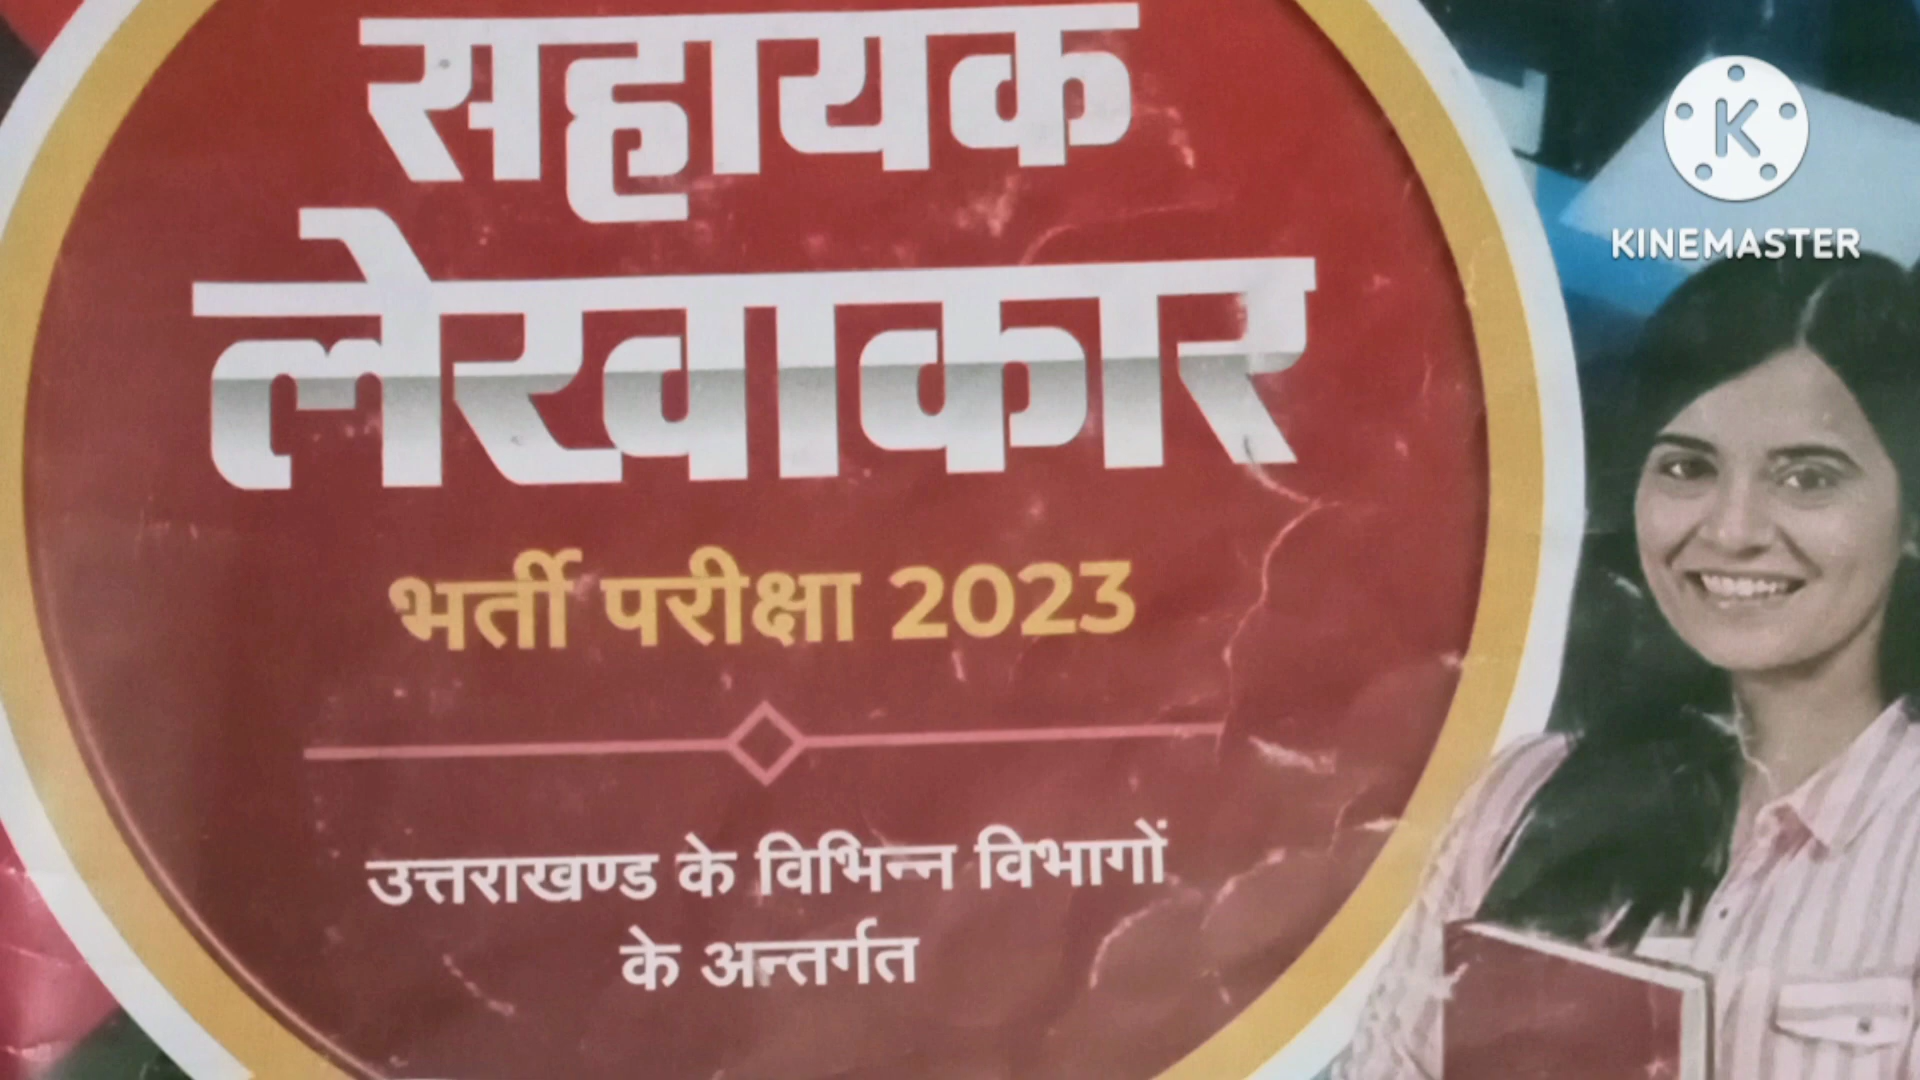 सहायक
लेखाकार
भर्ती परीक्षा 2023
उत्तराखण्ड के विभिन्न विभागों
के अन्तर्गत
K
KINEMASTER